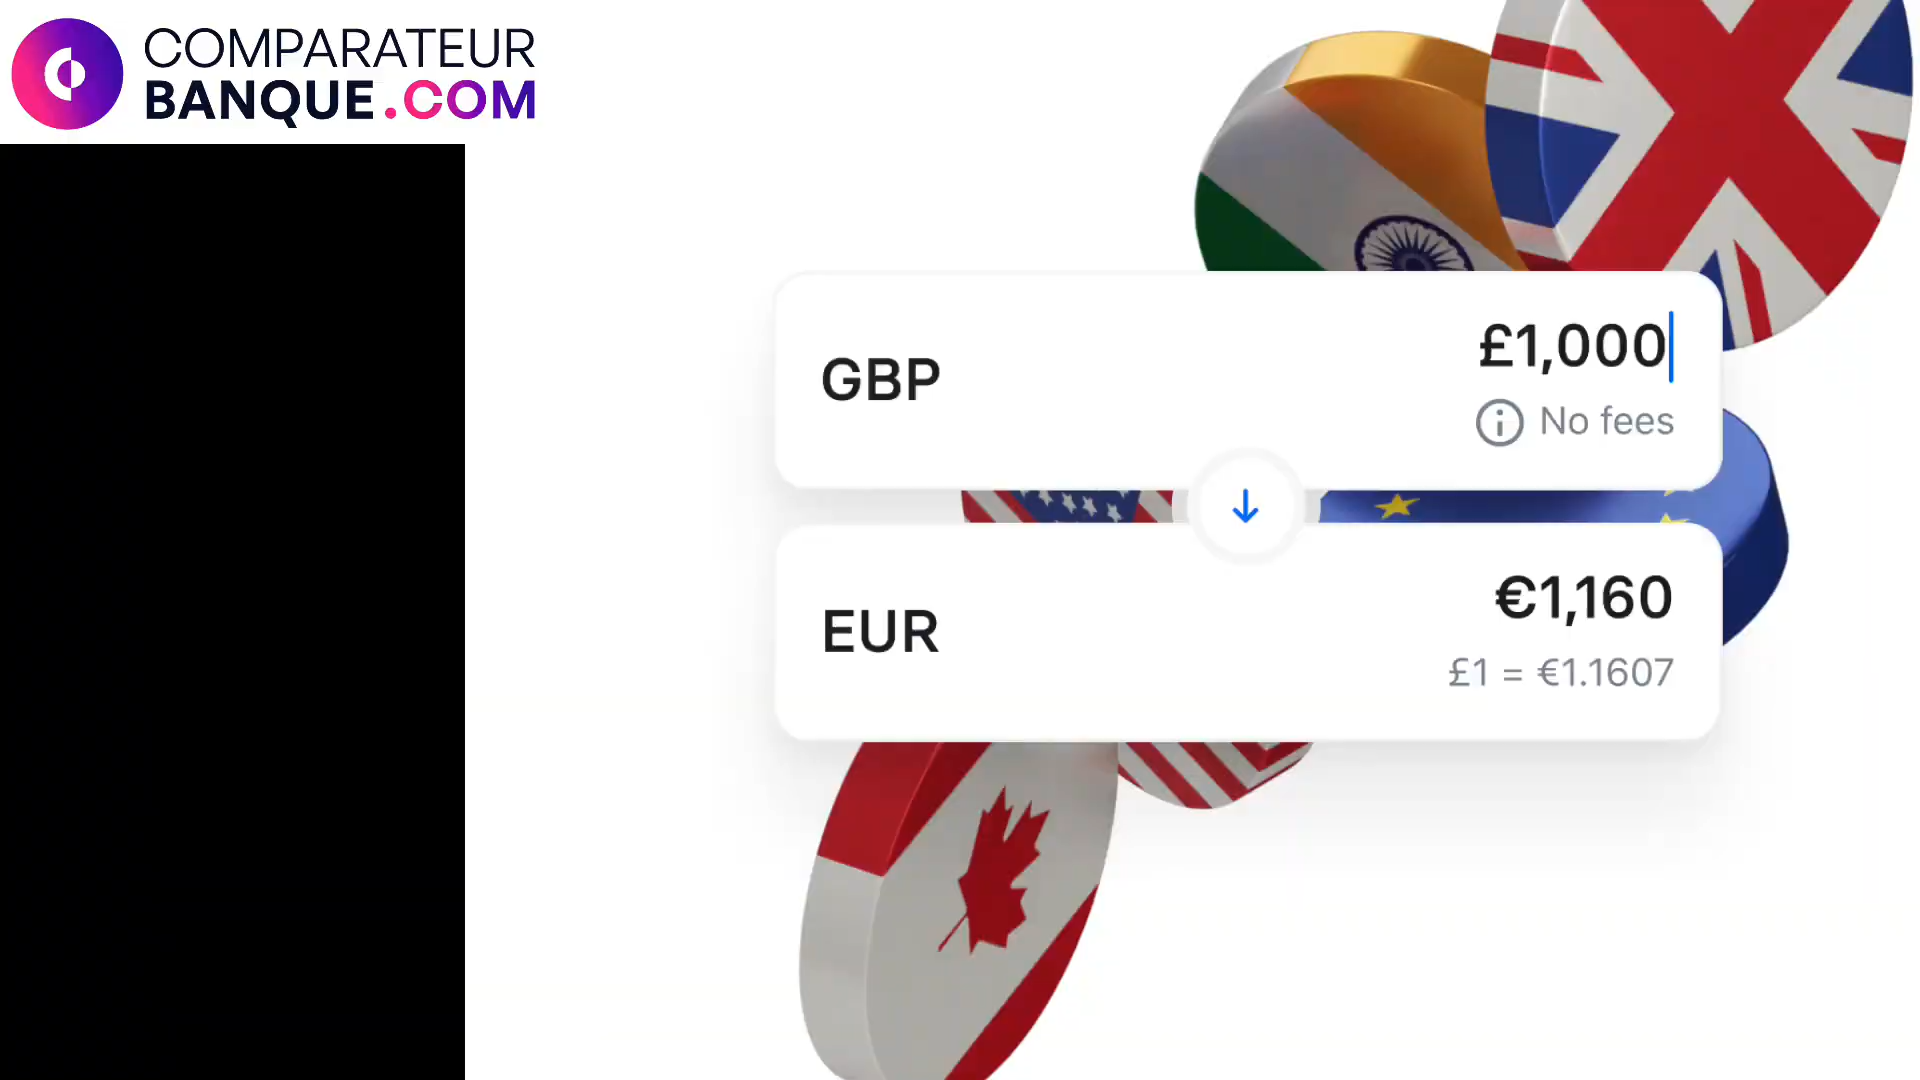 COMPARATEUR
BANQUE.COM
GBP
£1,000
No fees
EUR
€1,160
£1 = €1.1607